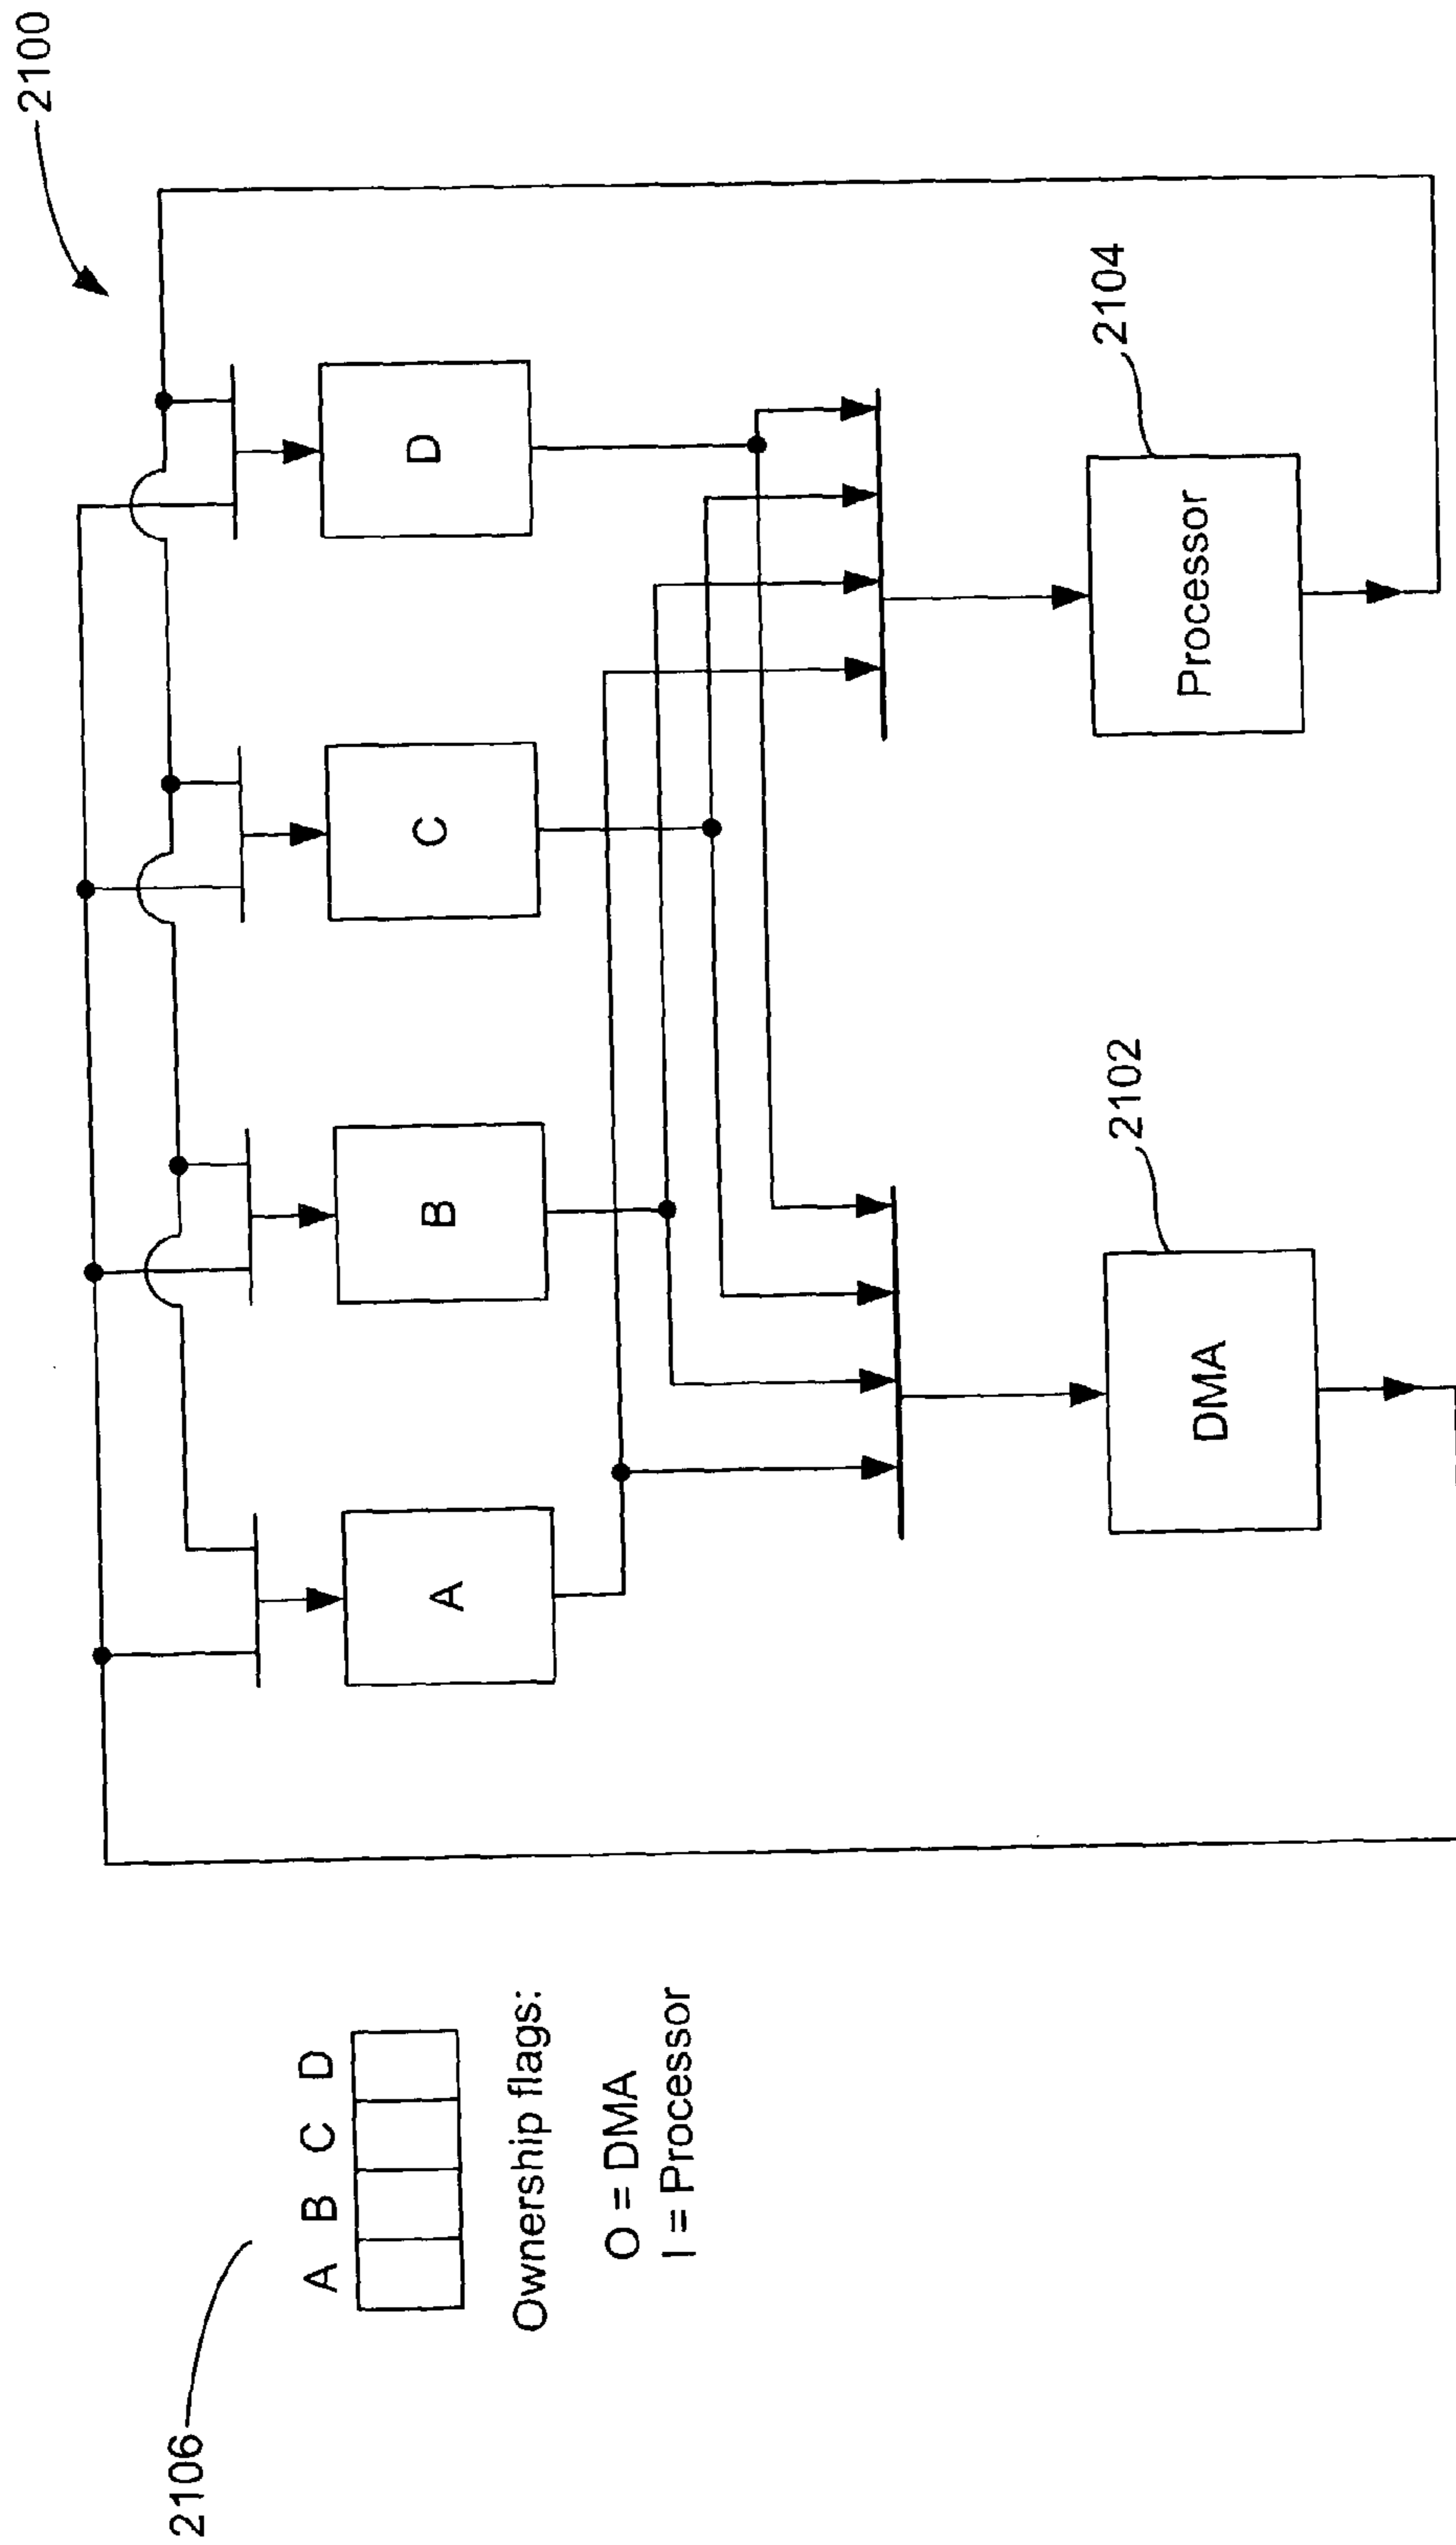 2100
2106
A B C D
Ownership flags:
O = DMA
I = Processor
A
B
C
D
2102
DMA
2104
Processor